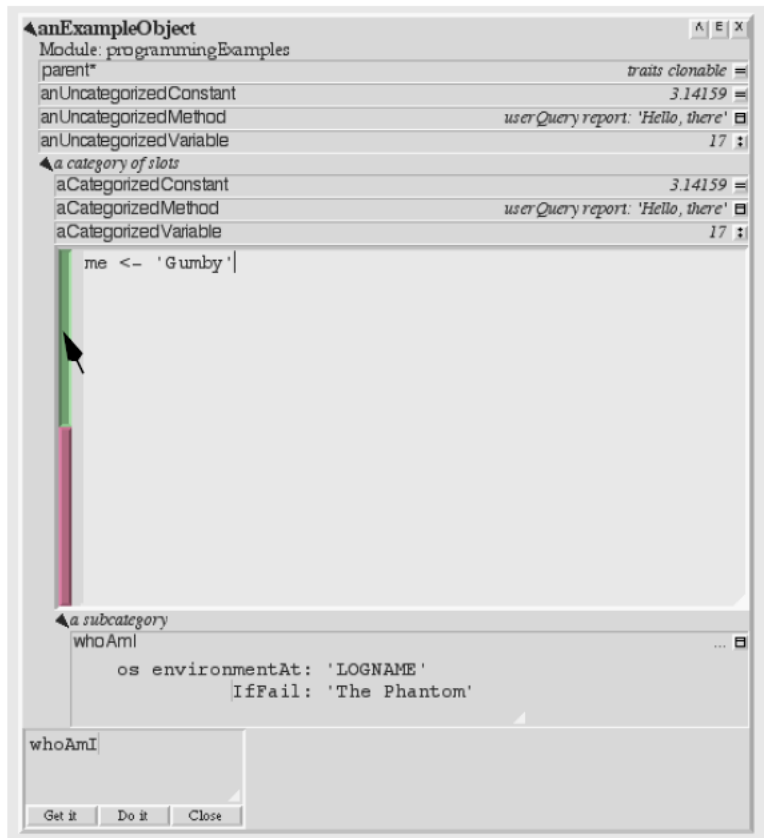 anExampleObject E X
Module: programmingExamples
parent* traits clonable =
anUncategorizedConstant 3.14159 =
anUncategorizedMethod userQuery report: 'Hello, there'
anUncategorizedVariable 17 :
a category of slots
aCategorizedConstant 3.14159 =
aCategorizedMethod userQuery report: 'Hello, there'
aCategorizedVariable 17 :
me <- 'Gumby'
a subcategory
whoAmI ...
os environmentAt: 'LOGNAME'
IfFail: 'The Phantom'
whoAmI
Get it Do it Close